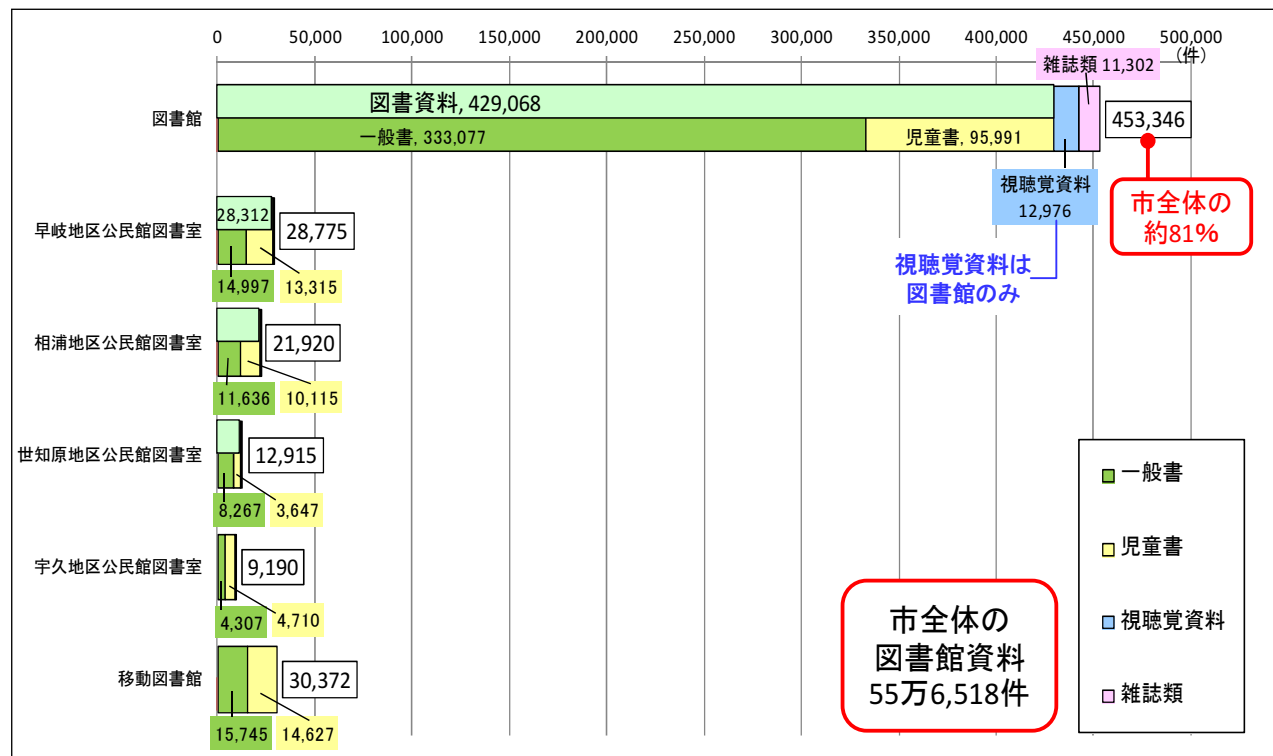 0 50,000 100,000 150,000 200,000 250,000 300,000 350,000 400,000 450,000 500,000
（件）
雑誌類 11,302
図書館
図書資料, 429,068
一般書, 333,077
児童書, 95,991
453,346
視聴覚資料
12,976
市全体の
約81%
視聴覚資料は
図書館のみ
早岐地区公民館図書室
28,312
28,775
14,997
13,315
相浦地区公民館図書室
21,920
11,636
10,115
世知原地区公民館図書室
12,915
8,267
3,647
宇久地区公民館図書室
9,190
4,307
4,710
移動図書館
30,372
15,745
14,627
市全体の
図書館資料
55万6,518件
一般書
児童書
視聴覚資料
雑誌類